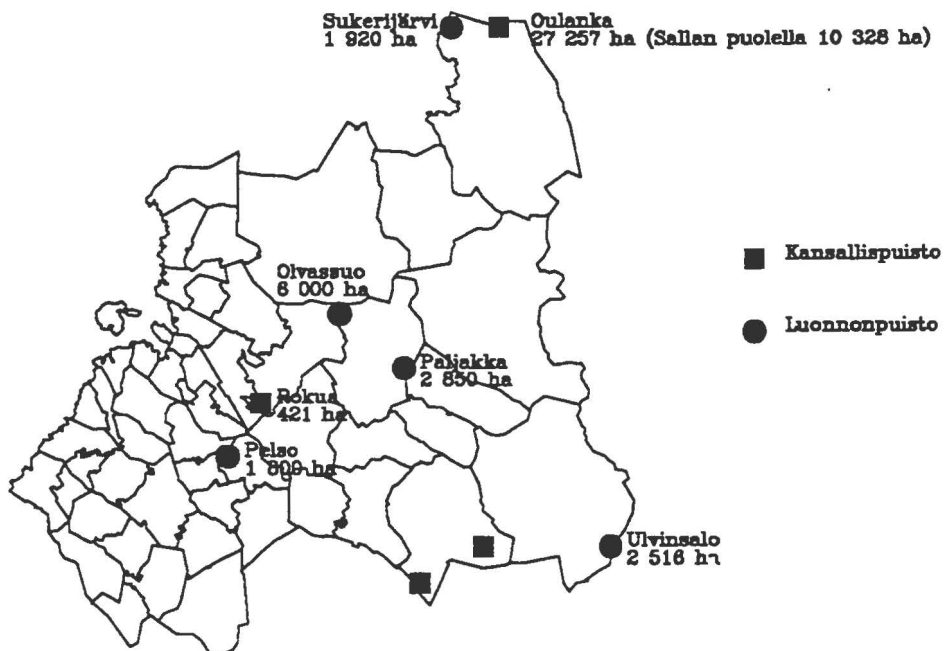 Sukerijärvi
1 920 ha
Oulanka
27 257 ha (Sallan puolella 10 328 ha)
Kansallispuisto
Olvassuo
6 000 ha
Luonnonpuisto
Paljakka
2 850 ha
Rokua
421 ha
Pelso
1 800 ha
Ulvinsalo
2 516 ha